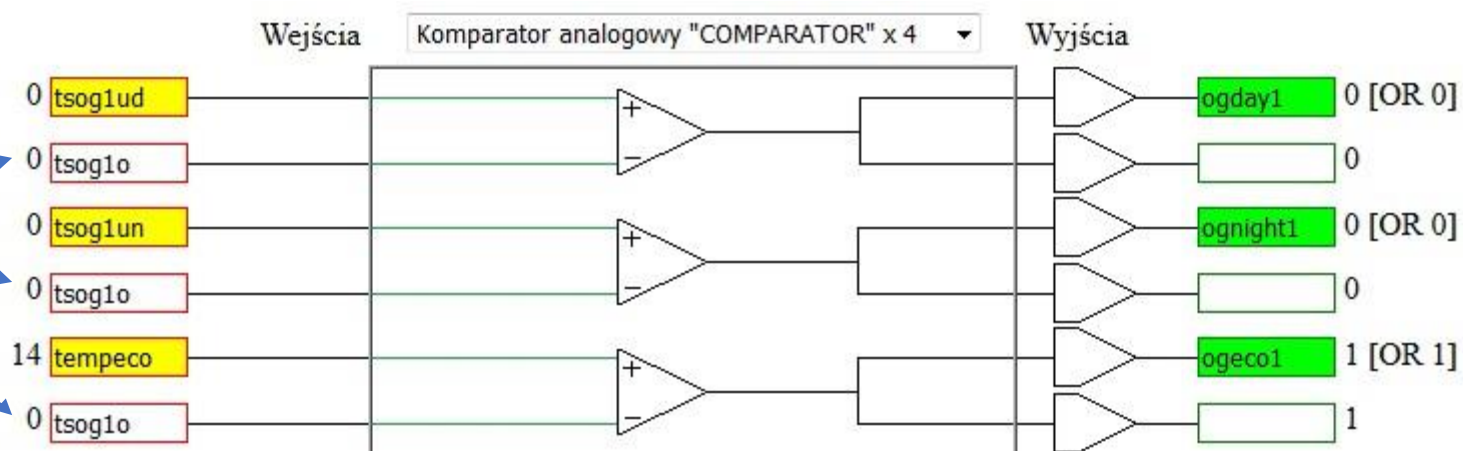 Wejścia Komparator analogowy "COMPARATOR" x 4 Wyjścia
0 tsog1ud + ogday1 0 [OR 0]
0 tsog1o − 0
0 tsog1un + ognight1 0 [OR 0]
0 tsog1o − 0
14 tempeco + ogeco1 1 [OR 1]
0 tsog1o − 1